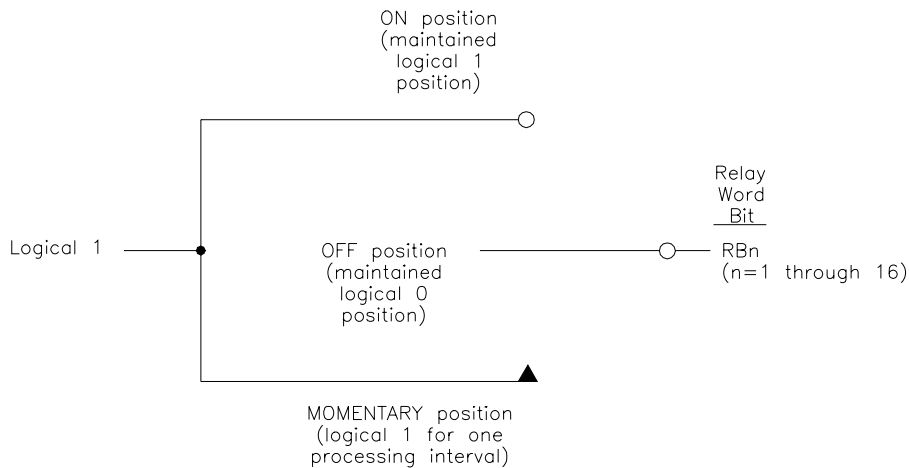 ON position
(maintained
logical 1
position)
Relay
Word
Bit
Logical 1
OFF position
(maintained
logical 0
position)
RBn
(n=1 through 16)
MOMENTARY position
(logical 1 for one
processing interval)